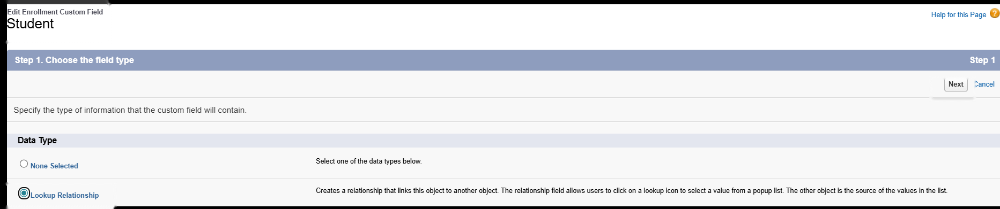 Edit Enrollment Custom Field
Student
Help for this Page ?
Step 1. Choose the field type Step 1
Next Cancel
Specify the type of information that the custom field will contain.
Data Type
None Selected Select one of the data types below.
Lookup Relationship Creates a relationship that links this object to another object. The relationship field allows users to click on a lookup icon to select a value from a popup list. The other object is the source of the values in the list.